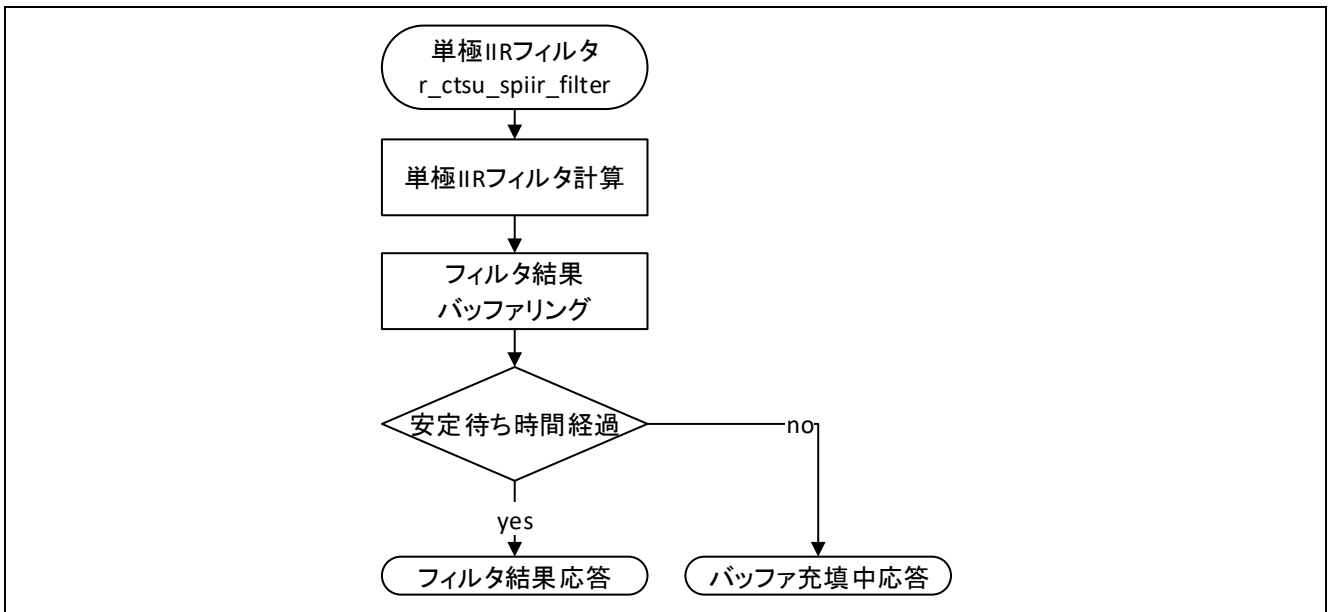 単極IIRフィルタ
r_ctsu_spiir_filter
単極IIRフィルタ計算
フィルタ結果
バッファリング
安定待ち時間経過
no
yes
フィルタ結果応答
バッファ充填中応答